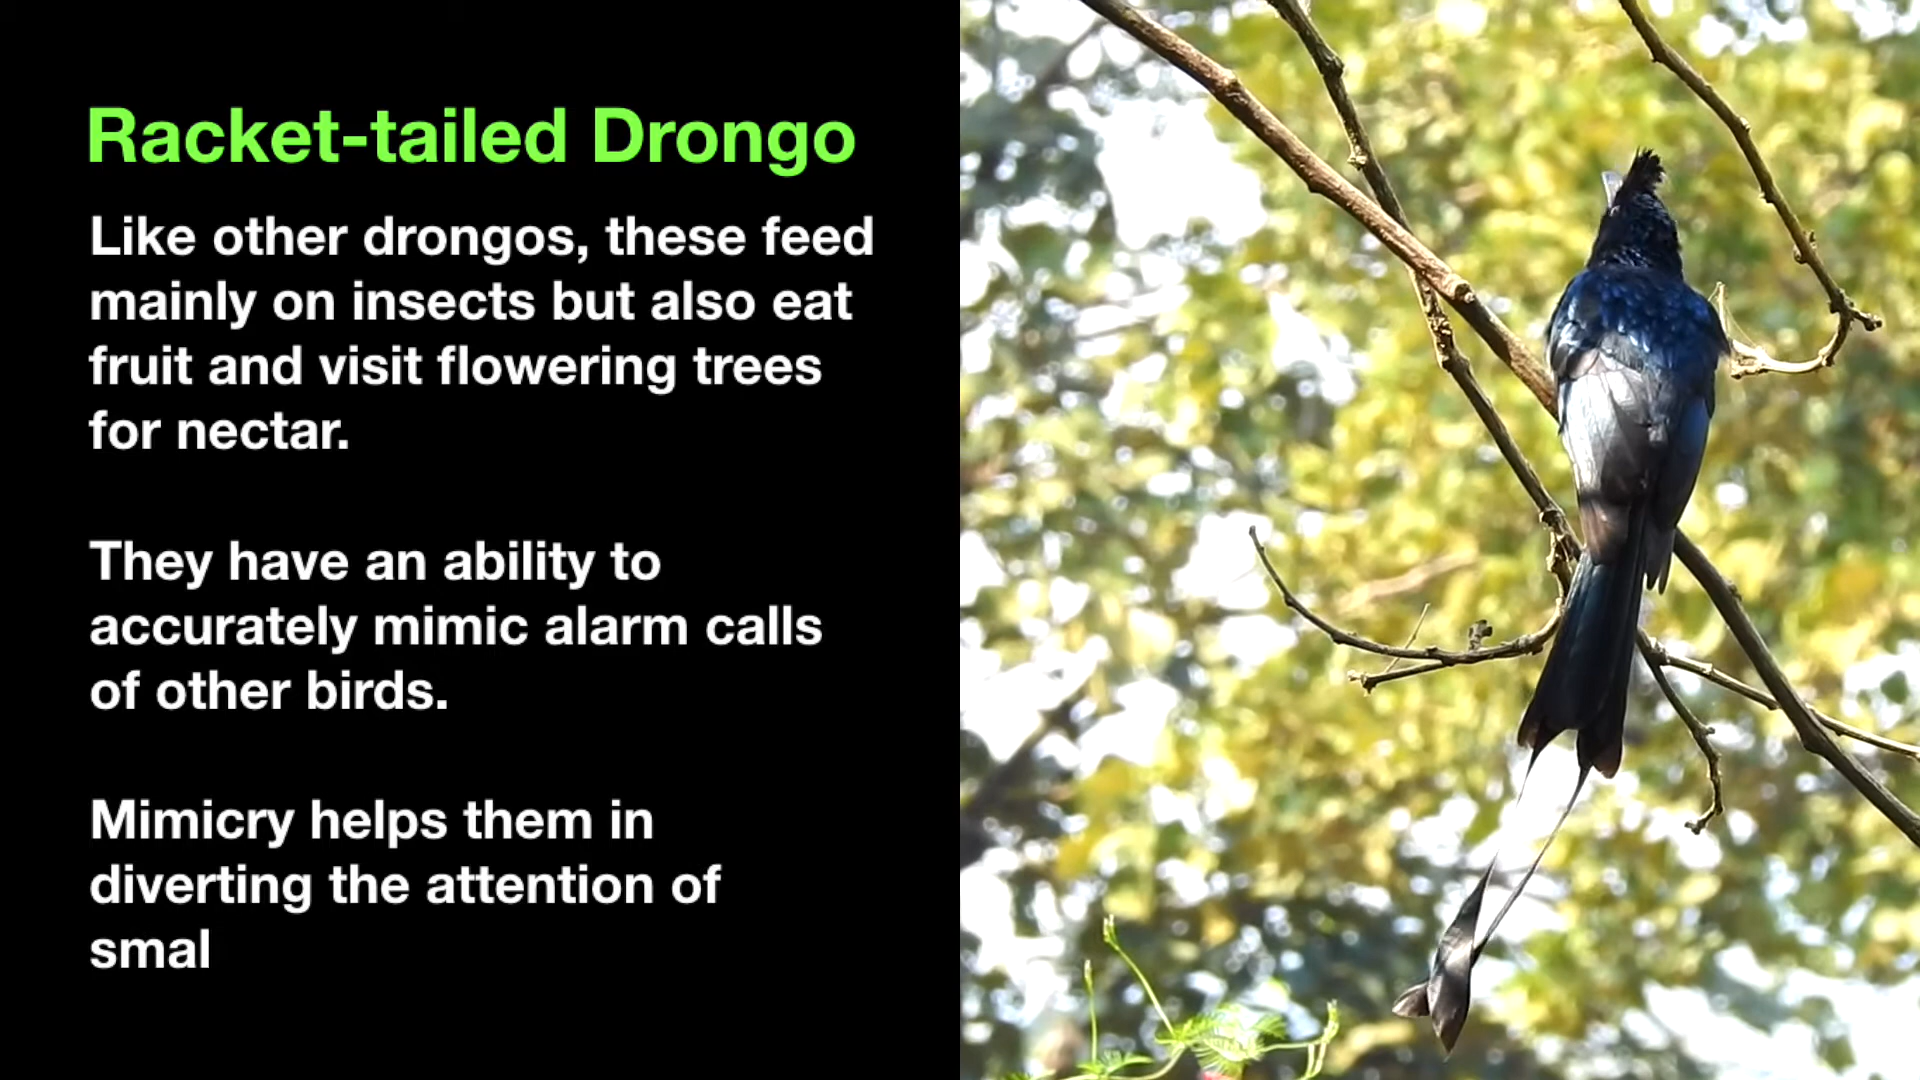 Racket-tailed Drongo
Like other drongos, these feed
mainly on insects but also eat
fruit and visit flowering trees
for nectar.
They have an ability to
accurately mimic alarm calls
of other birds.
Mimicry helps them in
diverting the attention of
smal